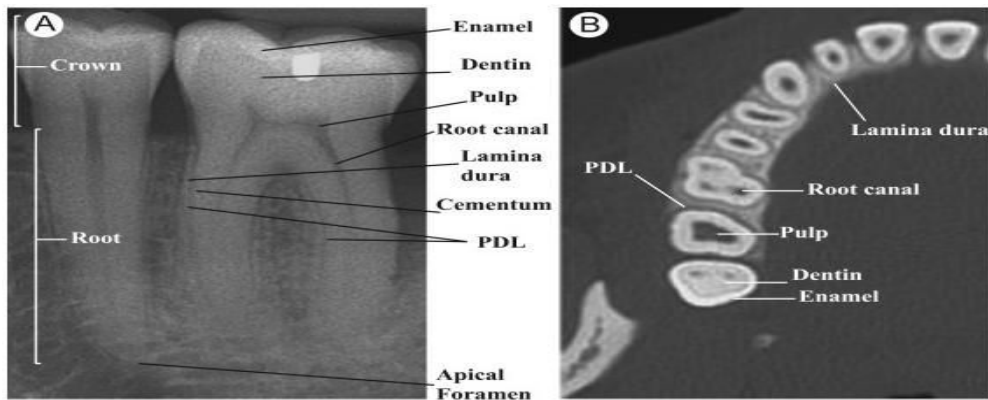 A
Crown
Root
Enamel
Dentin
Pulp
Root canal
Lamina
dura
Cementum
PDL
Apical
Foramen
B
Lamina dura
PDL
Root canal
Pulp
Dentin
Enamel